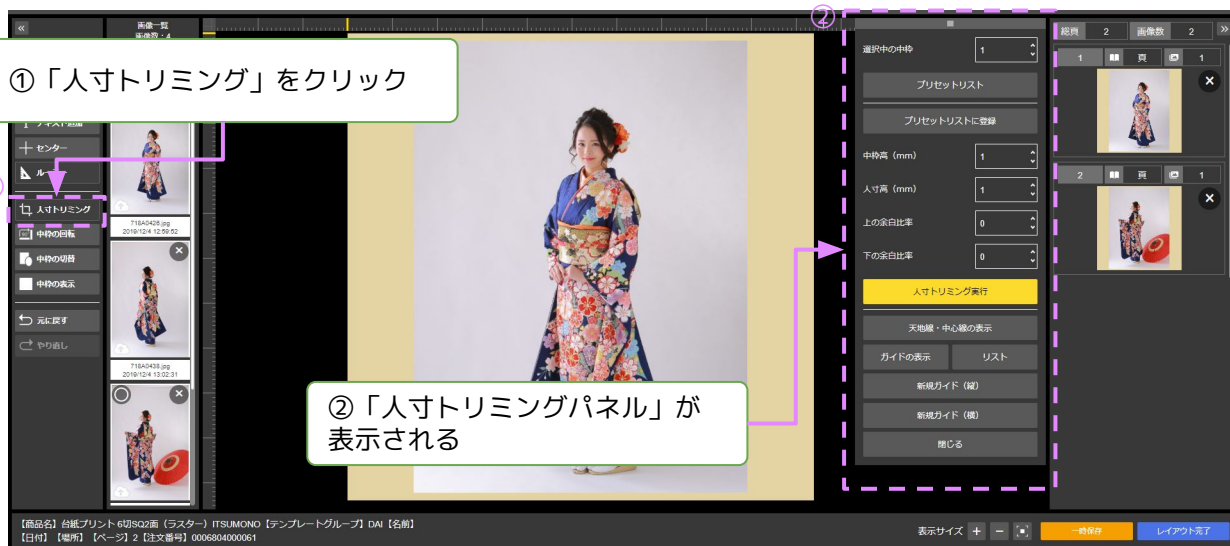 «
画像一覧
画像数：4
①「人寸トリミング」をクリック
センター
人寸トリミング
中枠の回転
中枠の切替
中枠の表示
元に戻す
やり直し
718A0426.jpg
2019/12/4 12:59:52
718A0438.jpg
2019/12/4 13:02:31
②
選択中の中枠 1
プリセットリスト
プリセットリストに登録
中枠高（mm） 1
人寸高（mm） 1
上の余白比率 0
下の余白比率 0
人寸トリミング実行
天地線・中心線の表示
ガイドの表示 リスト
新規ガイド（縦）
新規ガイド（横）
閉じる
②「人寸トリミングパネル」が
表示される
総頁 2 画像数 2 »
1 頁 1
2 頁 1
【商品名】台紙プリント 6切SQ2面（ラスター）ITSUMONO【テンプレートグループ】DAI【名前】
【日付】【場所】【ページ】2【注文番号】0006804000061
表示サイズ + −
一時保存 レイアウト完了